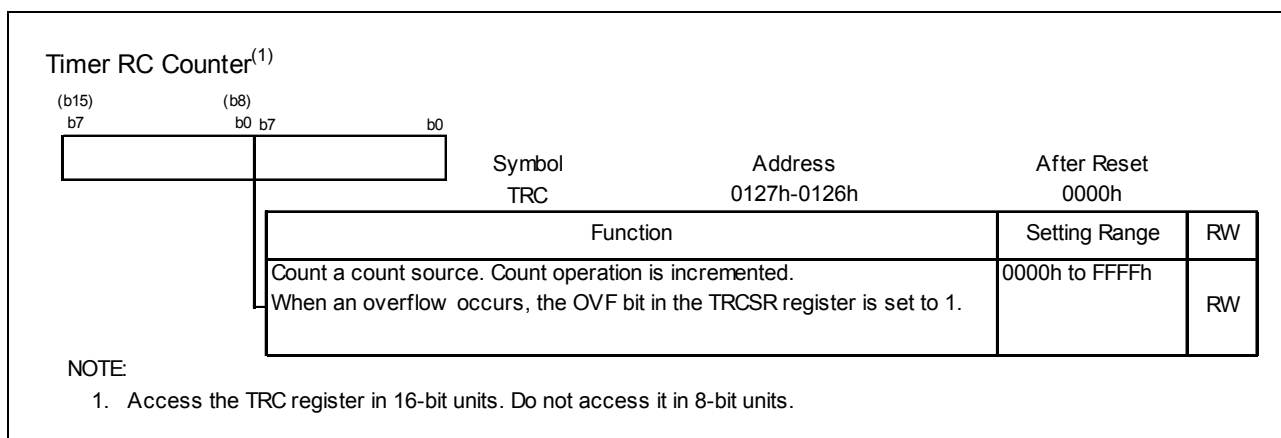 Timer RC Counter(1)
(b15) (b8)
b7 b0 b7 b0
Symbol Address After Reset
TRC 0127h-0126h 0000h
Function Setting Range RW
Count a count source. Count operation is incremented. 0000h to FFFFh
When an overflow occurs, the OVF bit in the TRCSR register is set to 1. RW
NOTE:
1. Access the TRC register in 16-bit units. Do not access it in 8-bit units.